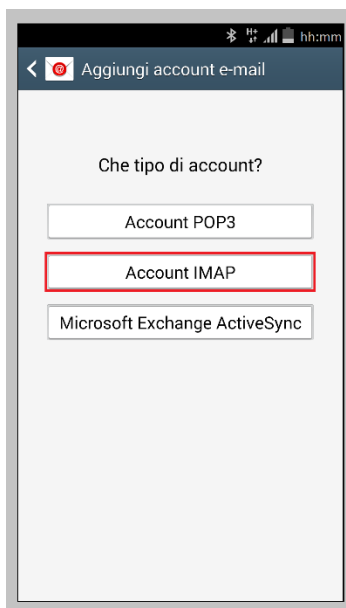 H+ hh:mm
@ Aggiungi account e-mail
Che tipo di account?
Account POP3
Account IMAP
Microsoft Exchange ActiveSync